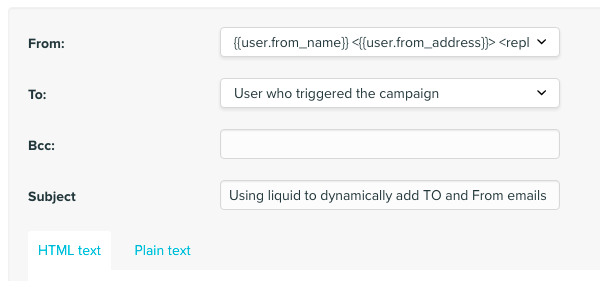 From: {{user.from_name}} <{{user.from_address}}> <repl
To: User who triggered the campaign
Bcc:
Subject Using liquid to dynamically add TO and From emails
HTML text Plain text